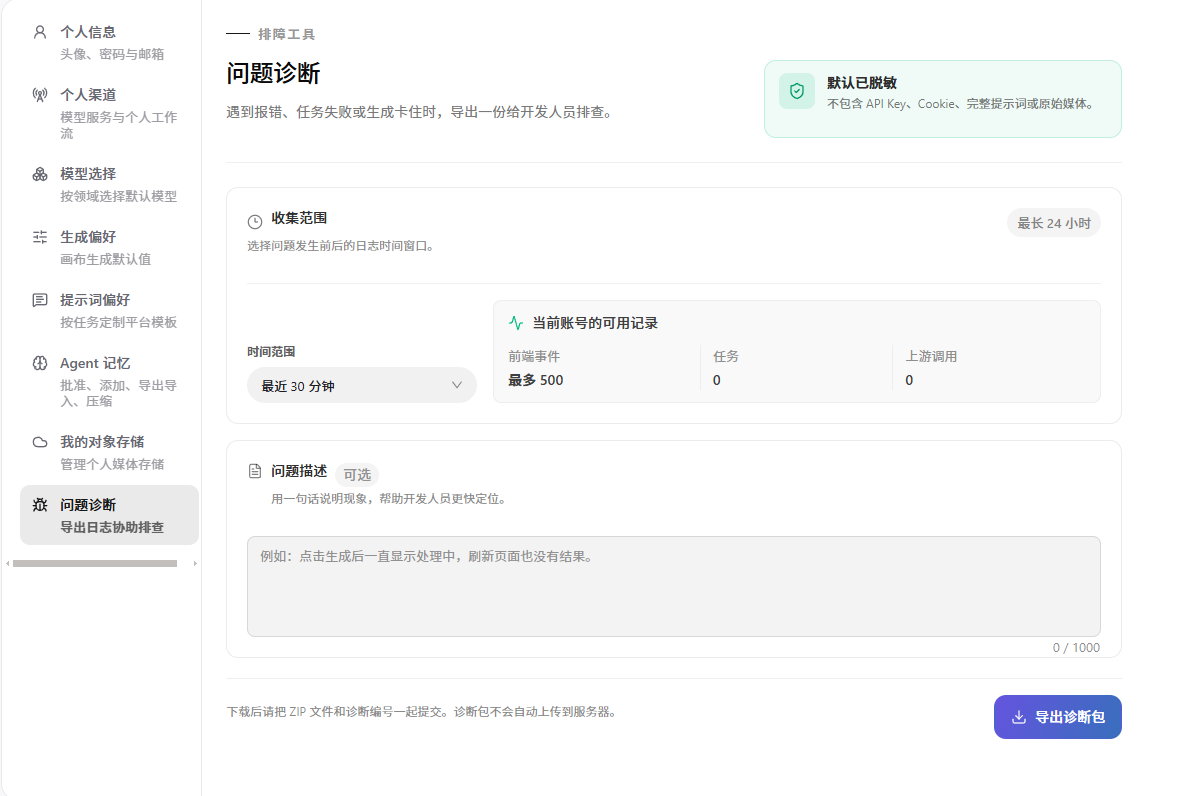 个人信息
头像、密码与邮箱
个人渠道
模型服务与个人工作
流
模型选择
按领域选择默认模型
生成偏好
画布生成默认值
提示词偏好
按任务定制平台模板
Agent 记忆
批准、添加、导出导
入、压缩
我的对象存储
管理个人媒体存储
问题诊断
导出日志协助排查
排障工具
问题诊断
遇到报错、任务失败或生成卡住时，导出一份给开发人员排查。
默认已脱敏
不包含 API Key、Cookie、完整提示词或原始媒体。
收集范围
最长 24 小时
选择问题发生前后的日志时间窗口。
时间范围
最近 30 分钟
当前账号的可用记录
前端事件
最多 500
任务
0
上游调用
0
问题描述 可选
用一句话说明现象，帮助开发人员更快定位。
例如：点击生成后一直显示处理中，刷新页面也没有结果。
0 / 1000
下载后请把 ZIP 文件和诊断编号一起提交。诊断包不会自动上传到服务器。
导出诊断包